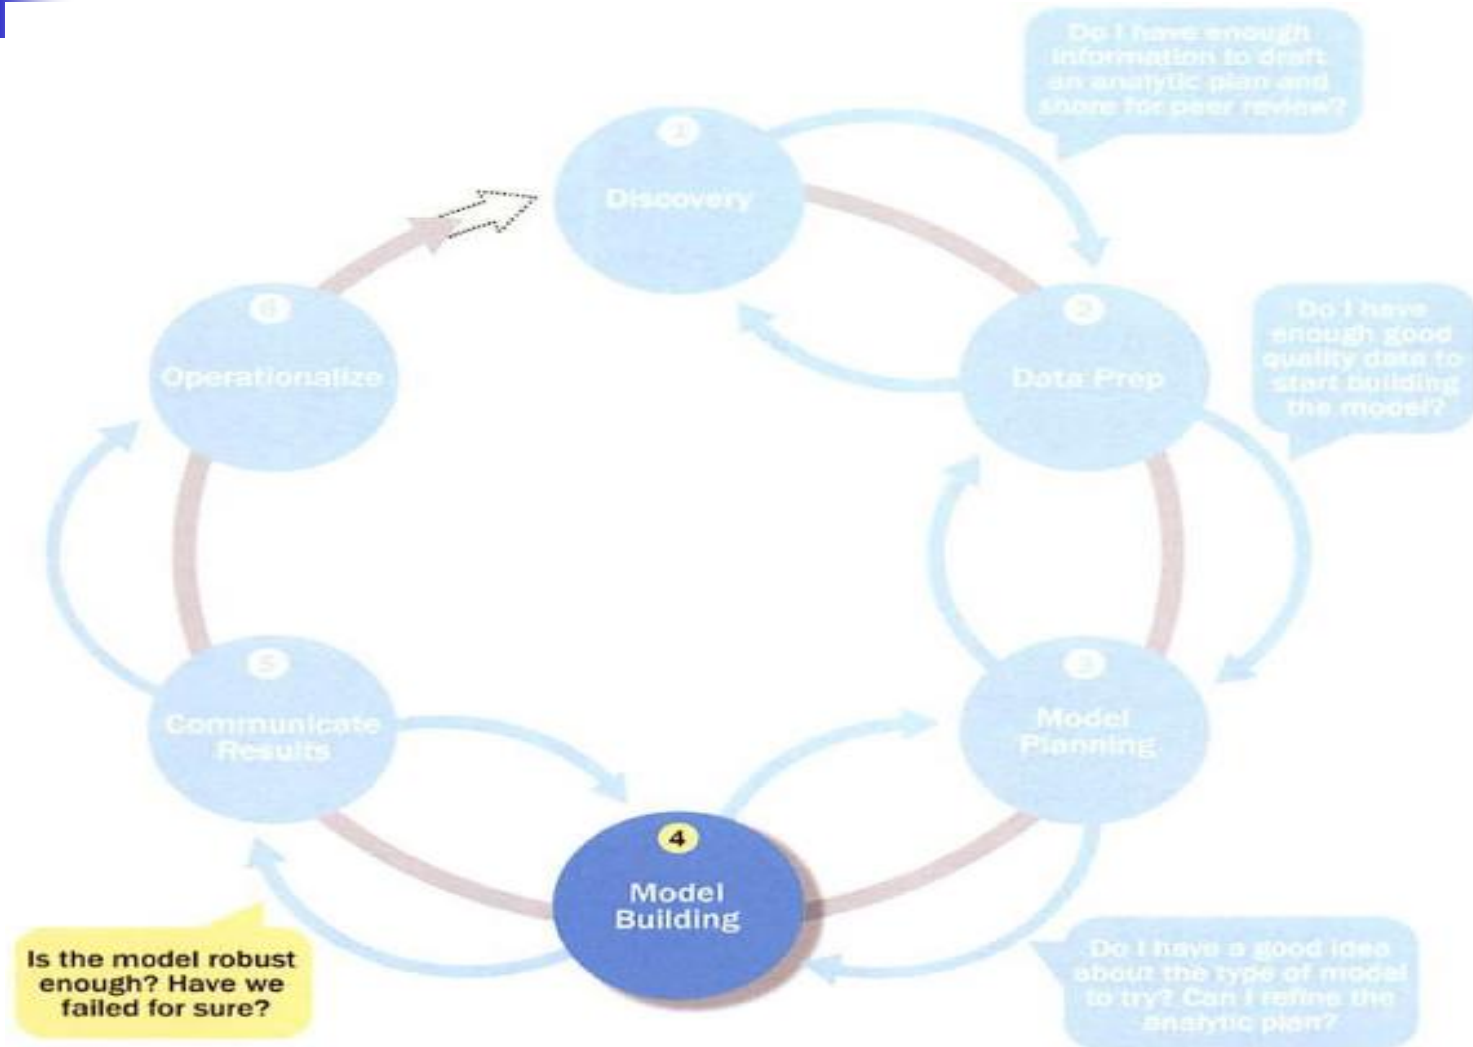 Do I have enough
information to draft
an analytic plan and
share for peer review?
1
Discovery
2
Data Prep
Do I have
enough good
quality data to
start building
the model?
6
Operationalize
3
Model
Planning
5
Communicate
Results
4
Model
Building
Is the model robust
enough? Have we
failed for sure?
Do I have a good idea
about the type of model
to try? Can I refine the
analytic plan?